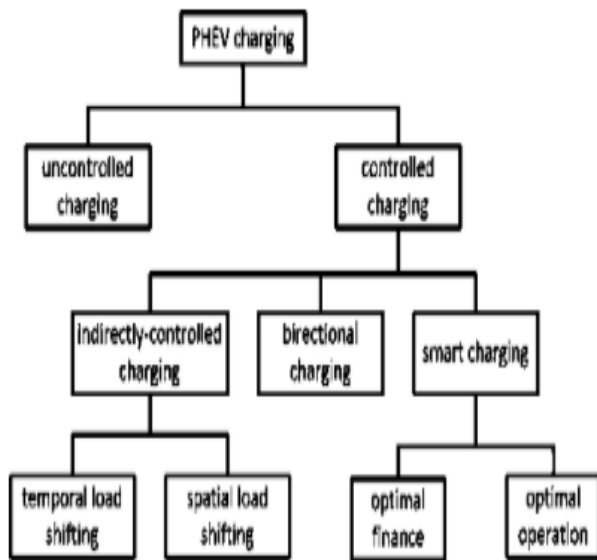 PHEV charging
uncontrolled
charging
controlled
charging
indirectly-controlled
charging
birectional
charging
smart charging
temporal load
shifting
spatial load
shifting
optimal
finance
optimal
operation